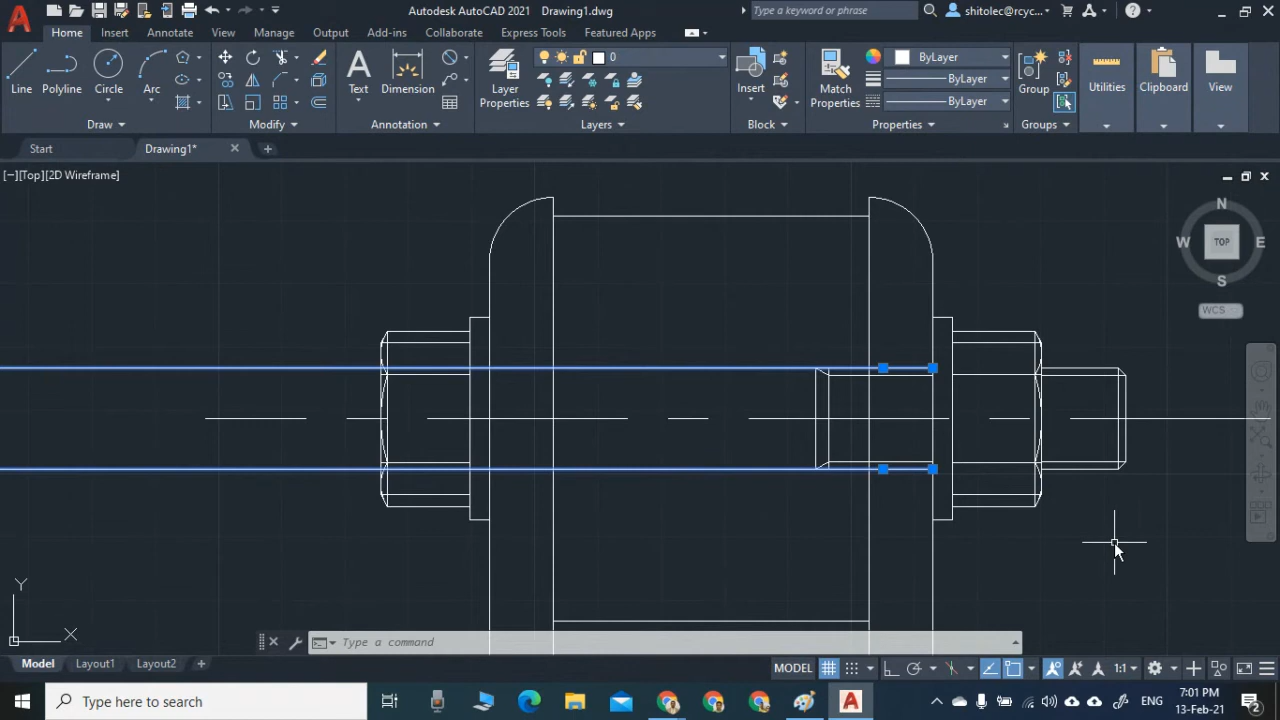 Autodesk AutoCAD 2021 Drawing1.dwg
Type a keyword or phrase
shitolec@rcyc...
Home Insert Annotate View Manage Output Add-ins Collaborate Express Tools Featured Apps
Line Polyline Circle Arc
Text Dimension
Layer Properties
0
Insert
Match Properties
ByLayer
ByLayer
ByLayer
Group
Utilities
Clipboard
View
Draw Modify Annotation Layers Block Properties Groups
Start Drawing1*
[−][Top][2D Wireframe]
N
W TOP E
S
WCS
Y
X
Type a command
Model Layout1 Layout2
MODEL
1:1
Type here to search
ENG
7:01 PM
13-Feb-21
2